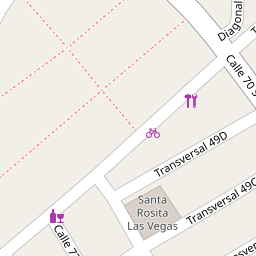 Diagonal
Calle 70 S
Transversal 49D
Transversal 49C
Santa
Rosita
Las Vegas
Calle 7